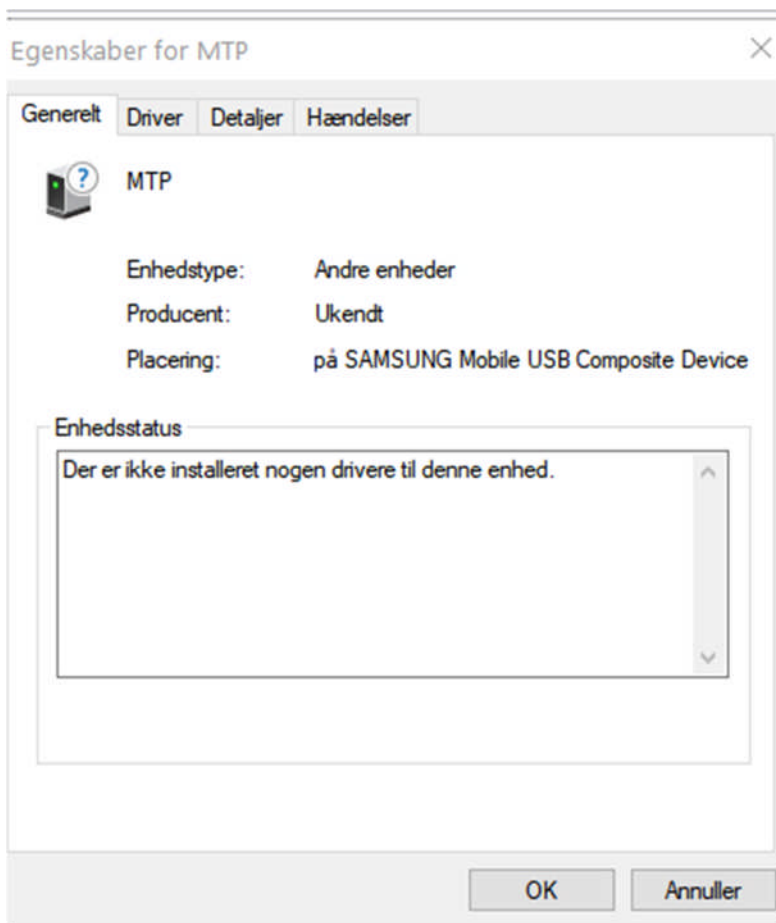 Egenskaber for MTP
Generelt Driver Detaljer Hændelser
MTP
Enhedstype: Andre enheder
Producent: Ukendt
Placering: på SAMSUNG Mobile USB Composite Device
Enhedsstatus
Der er ikke installeret nogen drivere til denne enhed.
OK Annuller